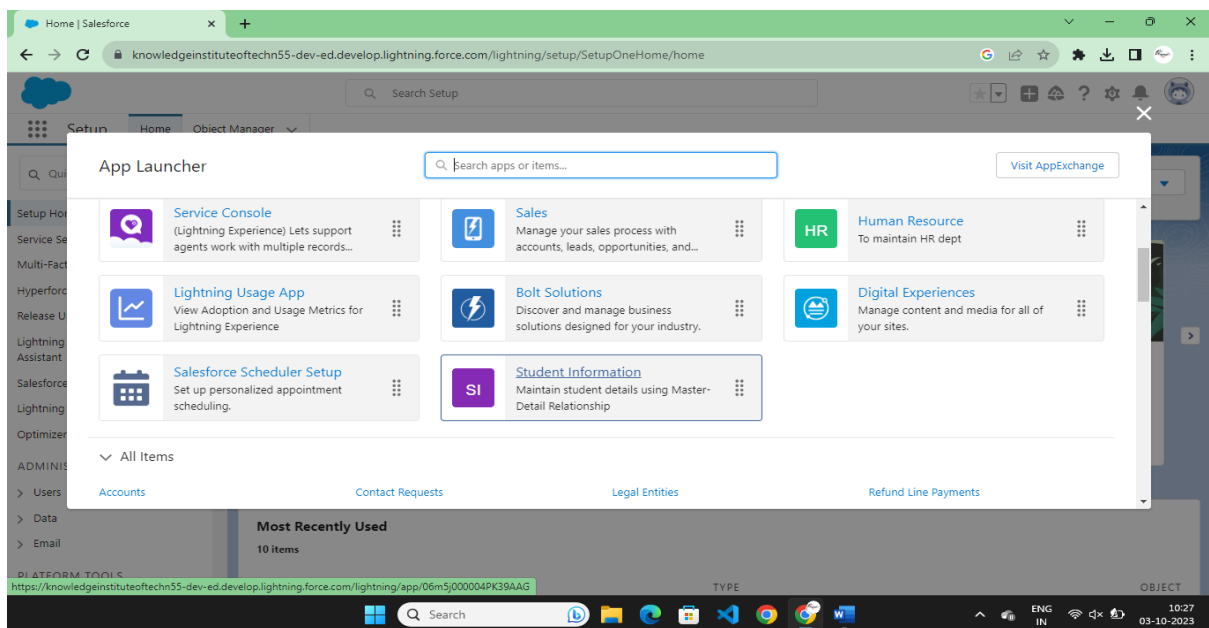 Home | Salesforce
knowledgeinstituteoftechn55-dev-ed.develop.lightning.force.com/lightning/setup/SetupOneHome/home
Search Setup
Setup Home Object Manager
App Launcher
Search apps or items...
Visit AppExchange
Qui
Setup Hom
Service Se
Multi-Fact
Hyperforc
Release U
Lightning
Assistant
Salesforce
Lightning
Optimizer
ADMINIS
Users
Data
Email
PLATFORM TOOLS
Service Console
(Lightning Experience) Lets support
agents work with multiple records...
Sales
Manage your sales process with
accounts, leads, opportunities, and...
HR
Human Resource
To maintain HR dept
Lightning Usage App
View Adoption and Usage Metrics for
Lightning Experience
Bolt Solutions
Discover and manage business
solutions designed for your industry.
Digital Experiences
Manage content and media for all of
your sites.
Salesforce Scheduler Setup
Set up personalized appointment
scheduling.
SI
Student Information
Maintain student details using Master-
Detail Relationship
All Items
Accounts
Contact Requests
Legal Entities
Refund Line Payments
Most Recently Used
10 items
TYPE
OBJECT
https://knowledgeinstituteoftechn55-dev-ed.develop.lightning.force.com/lightning/app/06m5j000004PK39AAG
Search
ENG
IN
10:27
03-10-2023